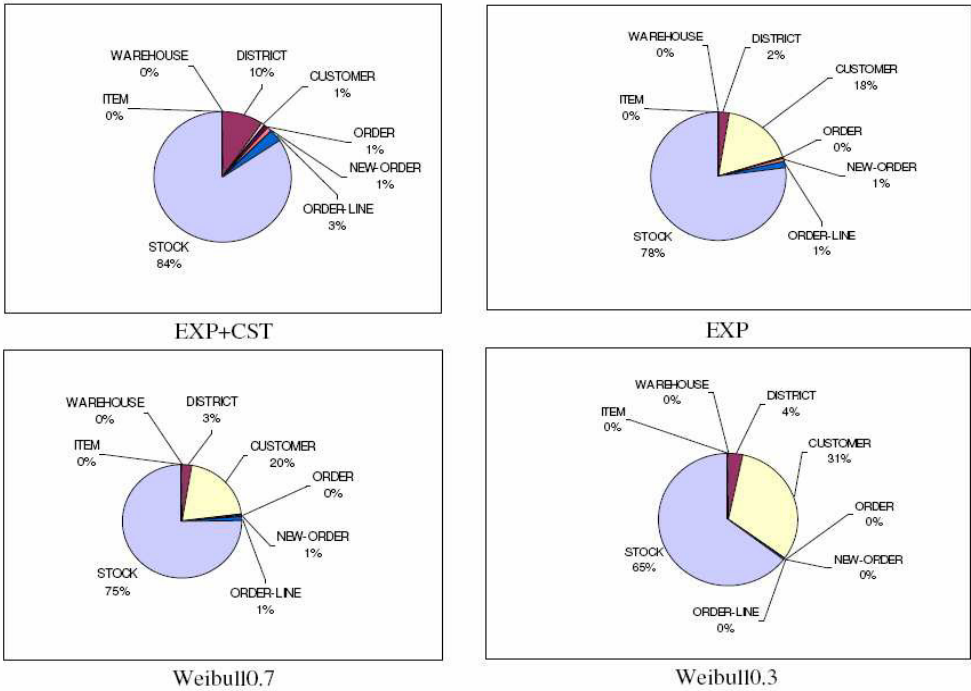 WAREHOUSE
0%
DISTRICT
10%
CUSTOMER
1%
ITEM
0%
ORDER
1%
NEW-ORDER
1%
ORDER-LINE
3%
STOCK
84%
EXP+CST
WAREHOUSE
0%
DISTRICT
2%
CUSTOMER
18%
ITEM
0%
ORDER
0%
NEW-ORDER
1%
ORDER-LINE
1%
STOCK
78%
EXP
WAREHOUSE
0%
DISTRICT
3%
CUSTOMER
20%
ITEM
0%
ORDER
0%
NEW-ORDER
1%
ORDER-LINE
1%
STOCK
75%
Weibull0.7
WAREHOUSE
0%
DISTRICT
4%
ITEM
0%
CUSTOMER
31%
ORDER
0%
NEW-ORDER
0%
STOCK
65%
ORDER-LINE
0%
Weibull0.3